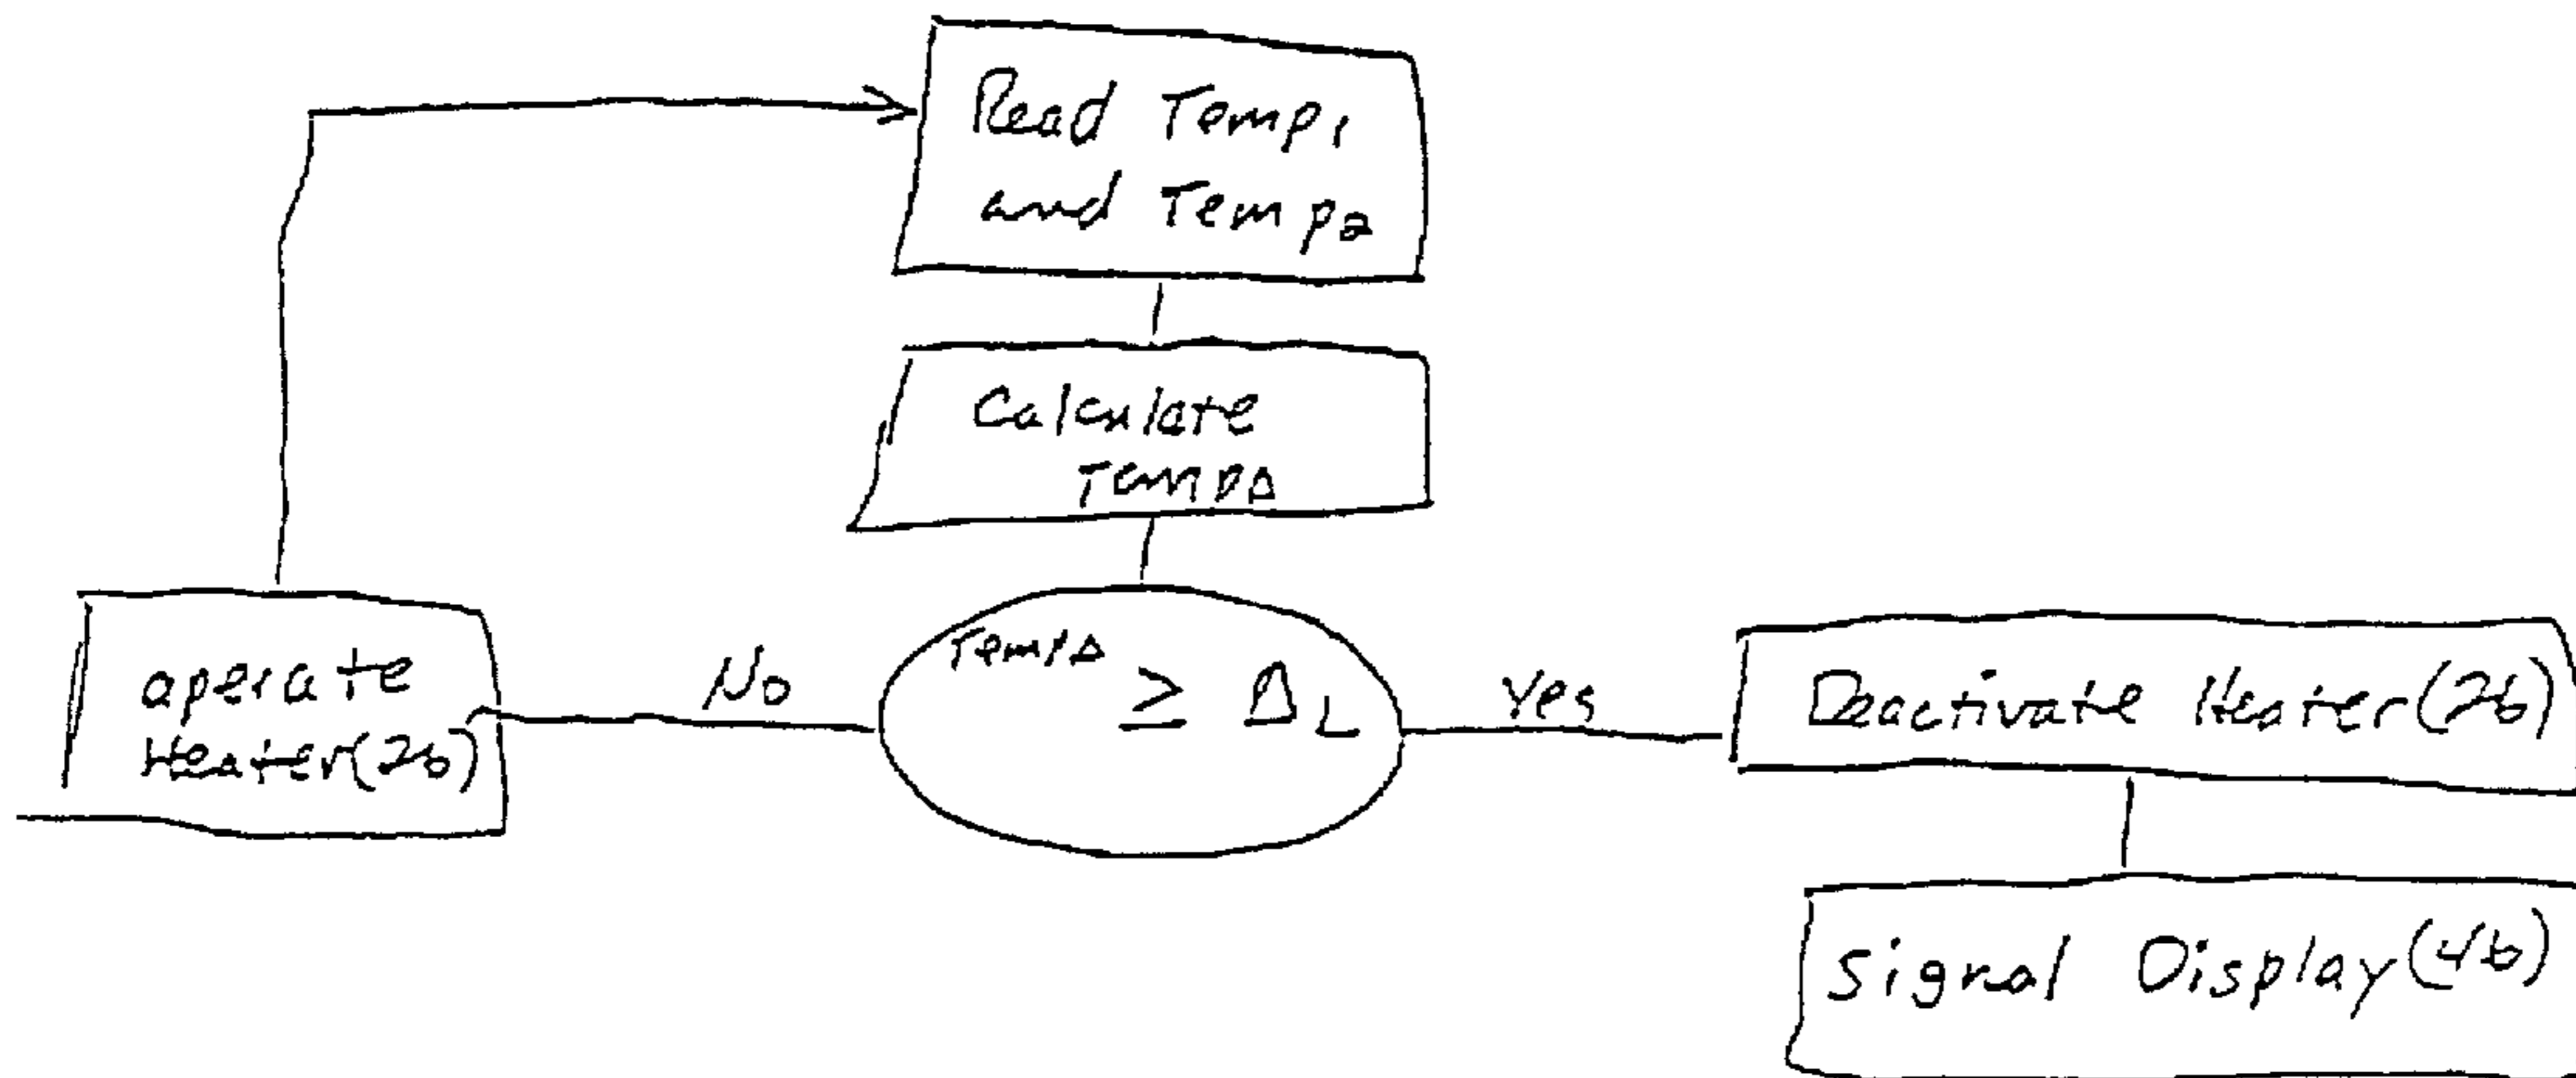 Read Temp1
and Temp2
Calculate
TempΔ
TempΔ
≥ ΔL
No
Yes
operate
Heater(26)
Deactivate Heater(26)
Signal Display(46)